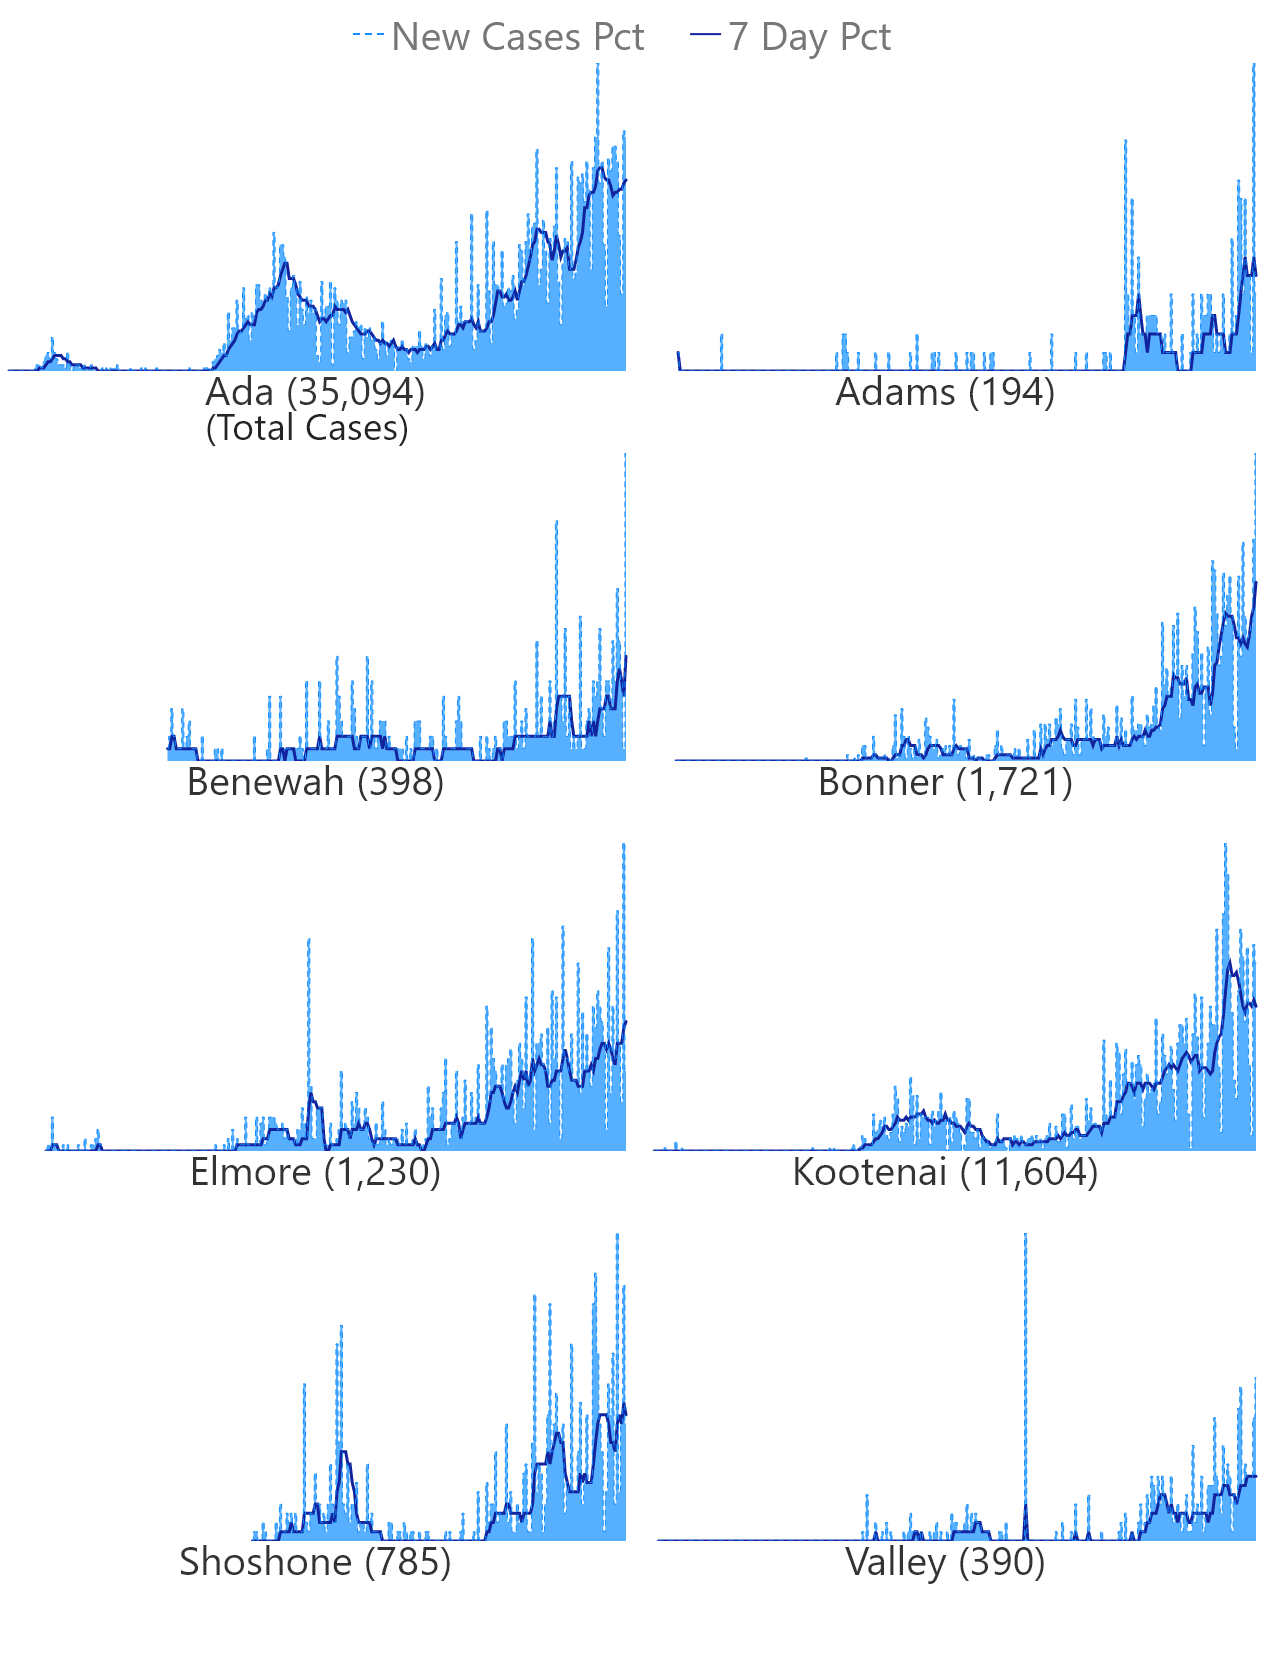 New Cases Pct 7 Day Pct
Ada (35,094) Adams (194)
(Total Cases)
Benewah (398) Bonner (1,721)
Elmore (1,230) Kootenai (11,604)
Shoshone (785) Valley (390)